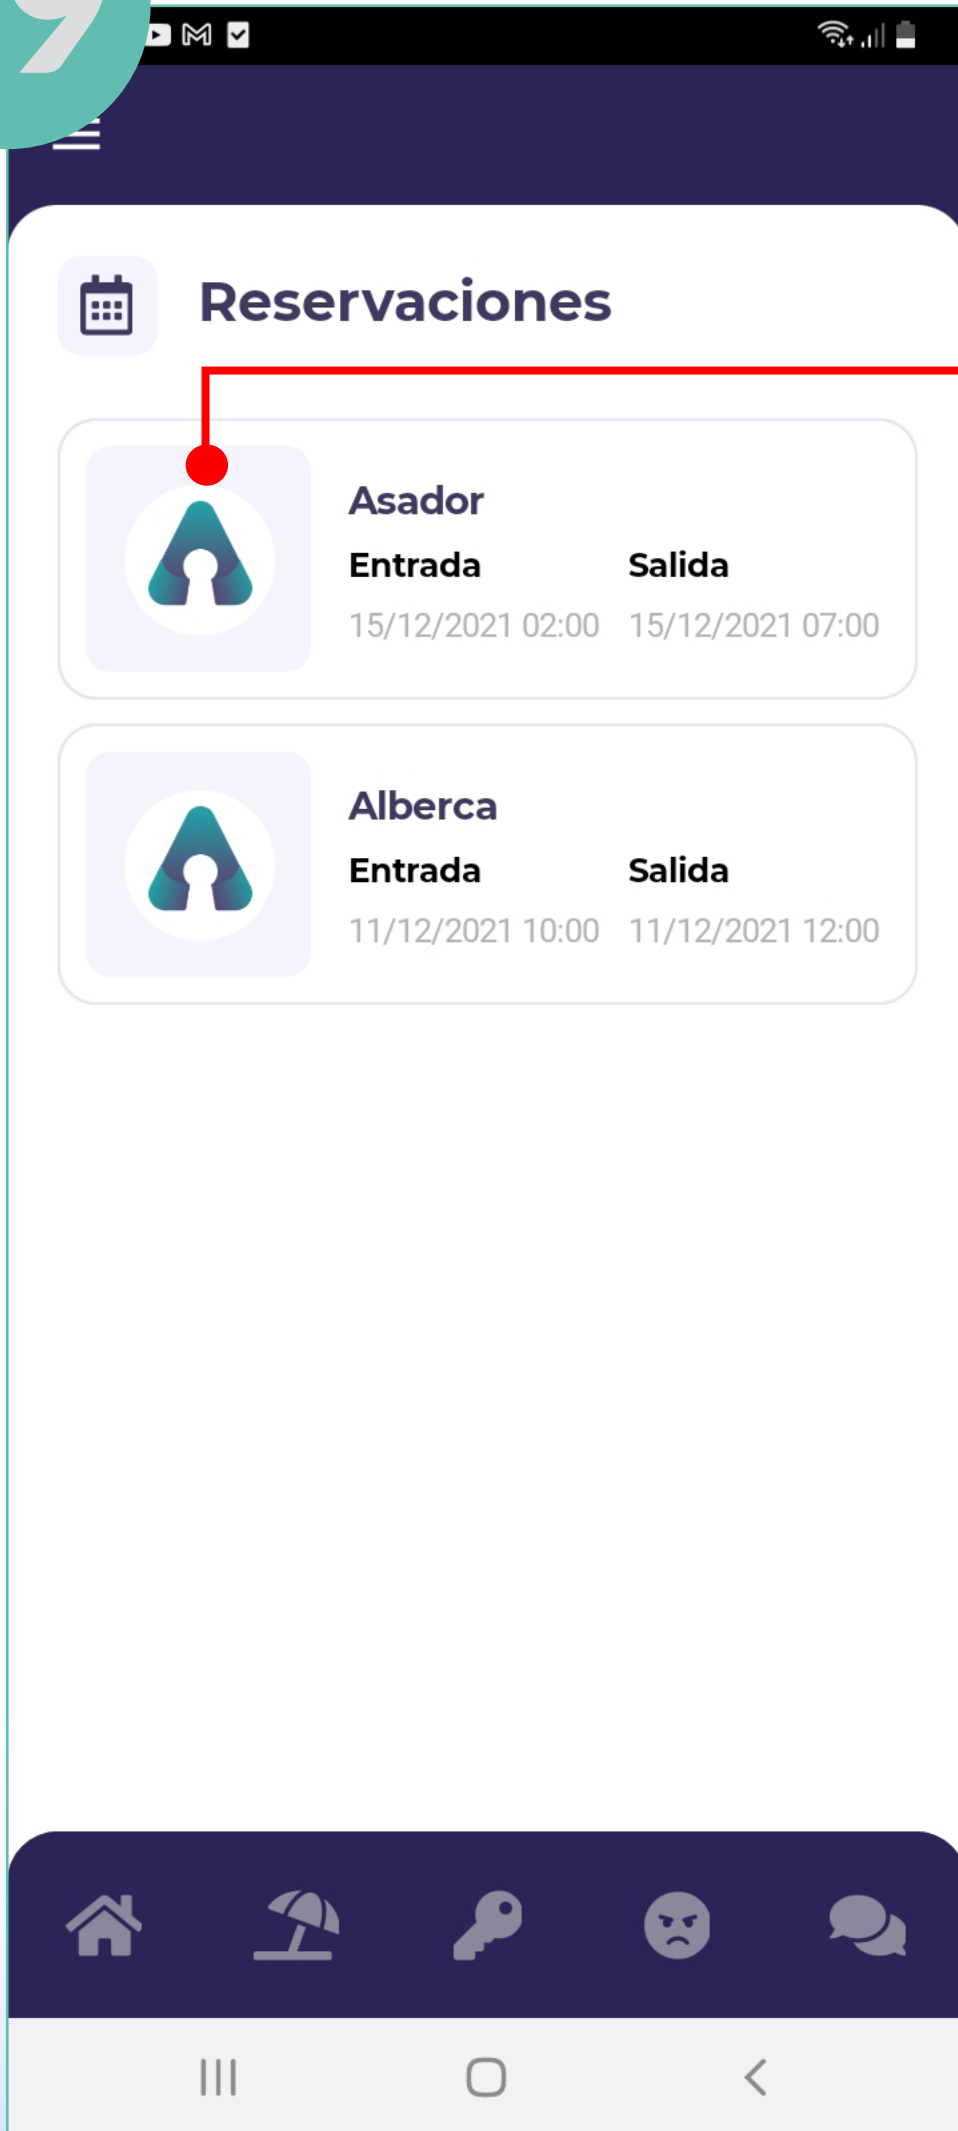 9
Reservaciones
Asador
Entrada Salida
15/12/2021 02:00 15/12/2021 07:00
Alberca
Entrada Salida
11/12/2021 10:00 11/12/2021 12:00